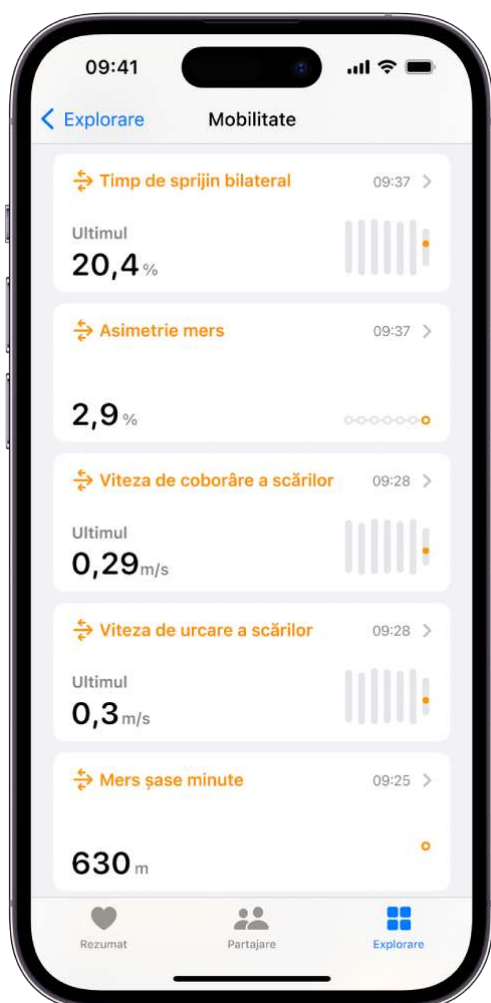 09:41
Explorare Mobilitate
Timp de sprijin bilateral 09:37
Ultimul
20,4 %
Asimetrie mers 09:37
2,9 %
Viteza de coborâre a scărilor 09:28
Ultimul
0,29 m/s
Viteza de urcare a scărilor 09:28
Ultimul
0,3 m/s
Mers șase minute 09:25
630 m
Rezumat Partajare Explorare